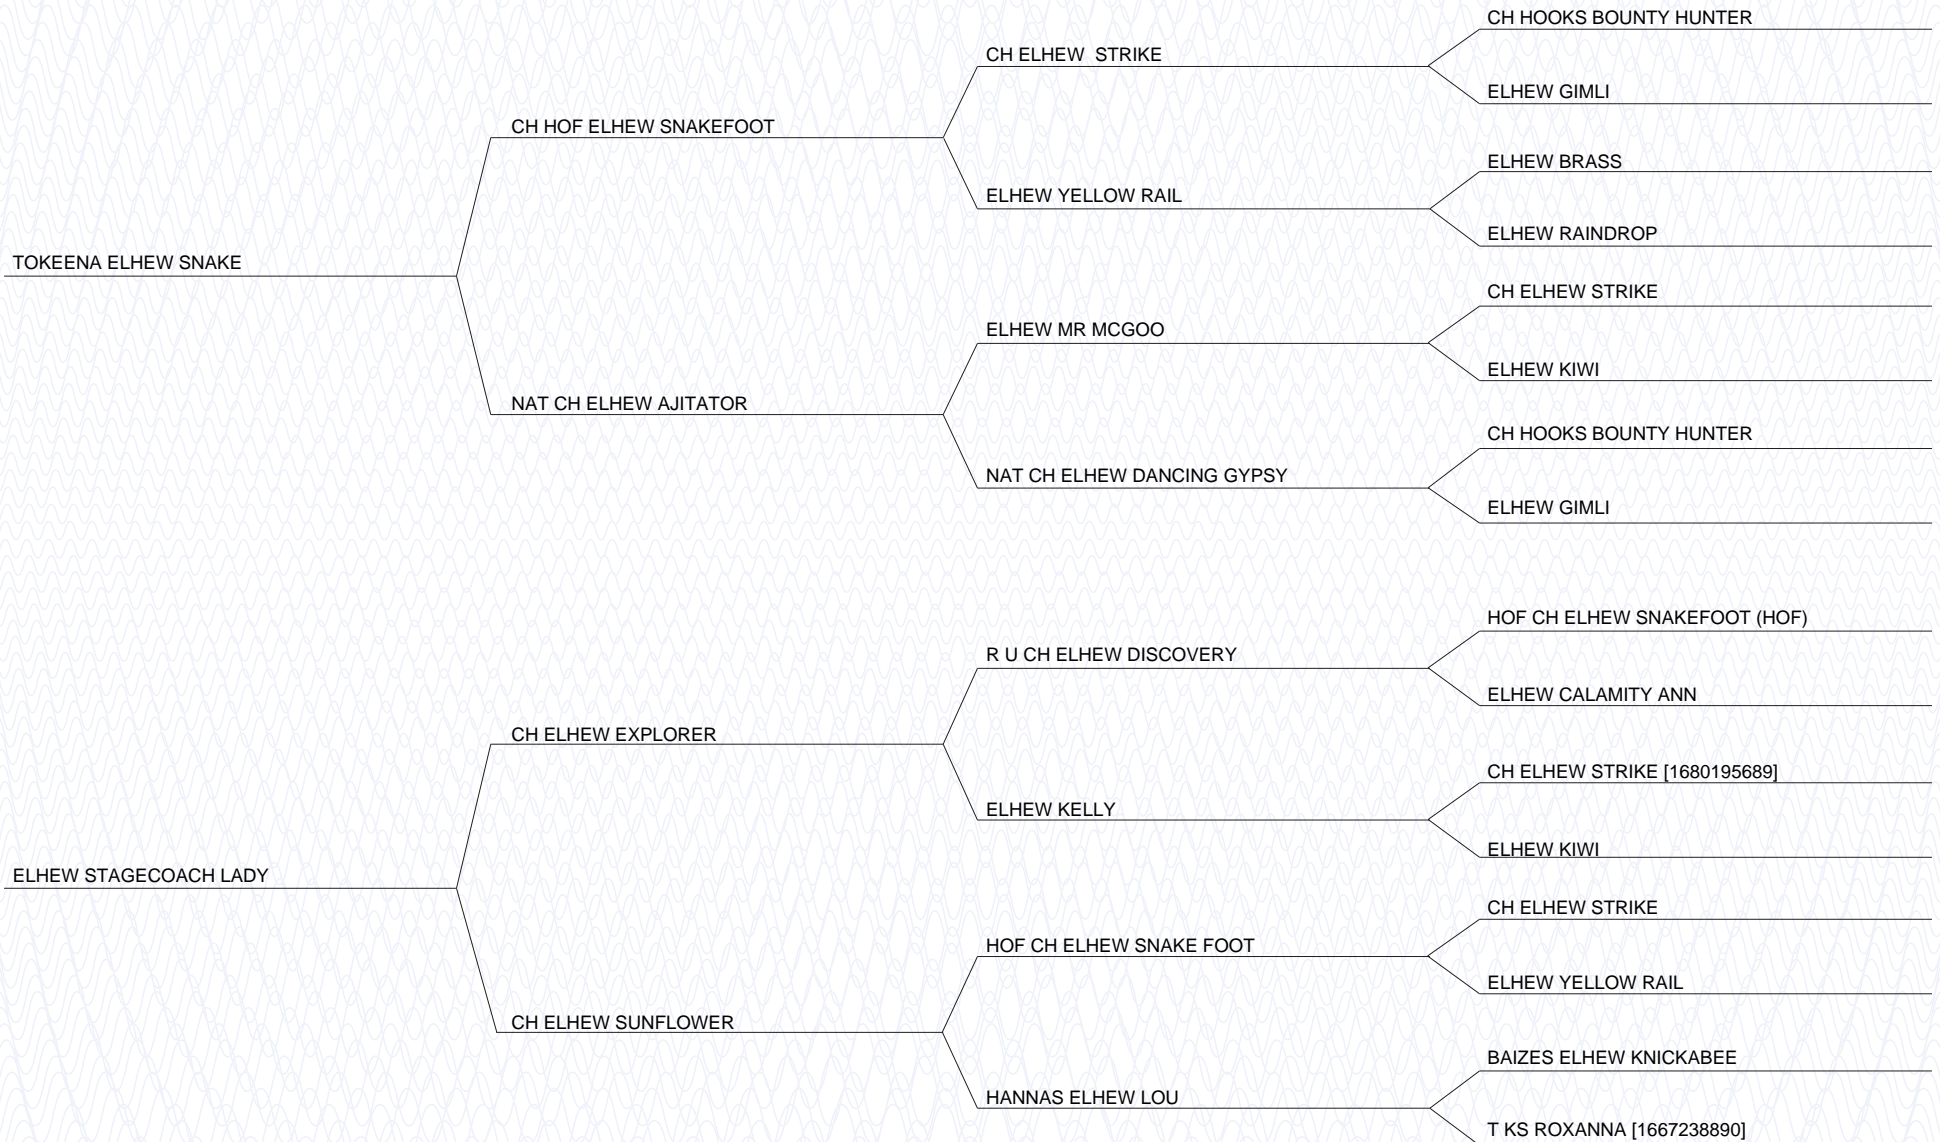 CH HOOKS BOUNTY HUNTER
CH ELHEW  STRIKE
ELHEW GIMLI
CH HOF ELHEW SNAKEFOOT
ELHEW BRASS
ELHEW YELLOW RAIL
ELHEW RAINDROP
TOKEENA ELHEW SNAKE
CH ELHEW STRIKE
ELHEW MR MCGOO
ELHEW KIWI
NAT CH ELHEW AJITATOR
CH HOOKS BOUNTY HUNTER
NAT CH ELHEW DANCING GYPSY
ELHEW GIMLI
HOF CH ELHEW SNAKEFOOT (HOF)
R U CH ELHEW DISCOVERY
ELHEW CALAMITY ANN
CH ELHEW EXPLORER
CH ELHEW STRIKE [1680195689]
ELHEW KELLY
ELHEW KIWI
ELHEW STAGECOACH LADY
CH ELHEW STRIKE
HOF CH ELHEW SNAKE FOOT
ELHEW YELLOW RAIL
CH ELHEW SUNFLOWER
BAIZES ELHEW KNICKABEE
HANNAS ELHEW LOU
T KS ROXANNA [1667238890]